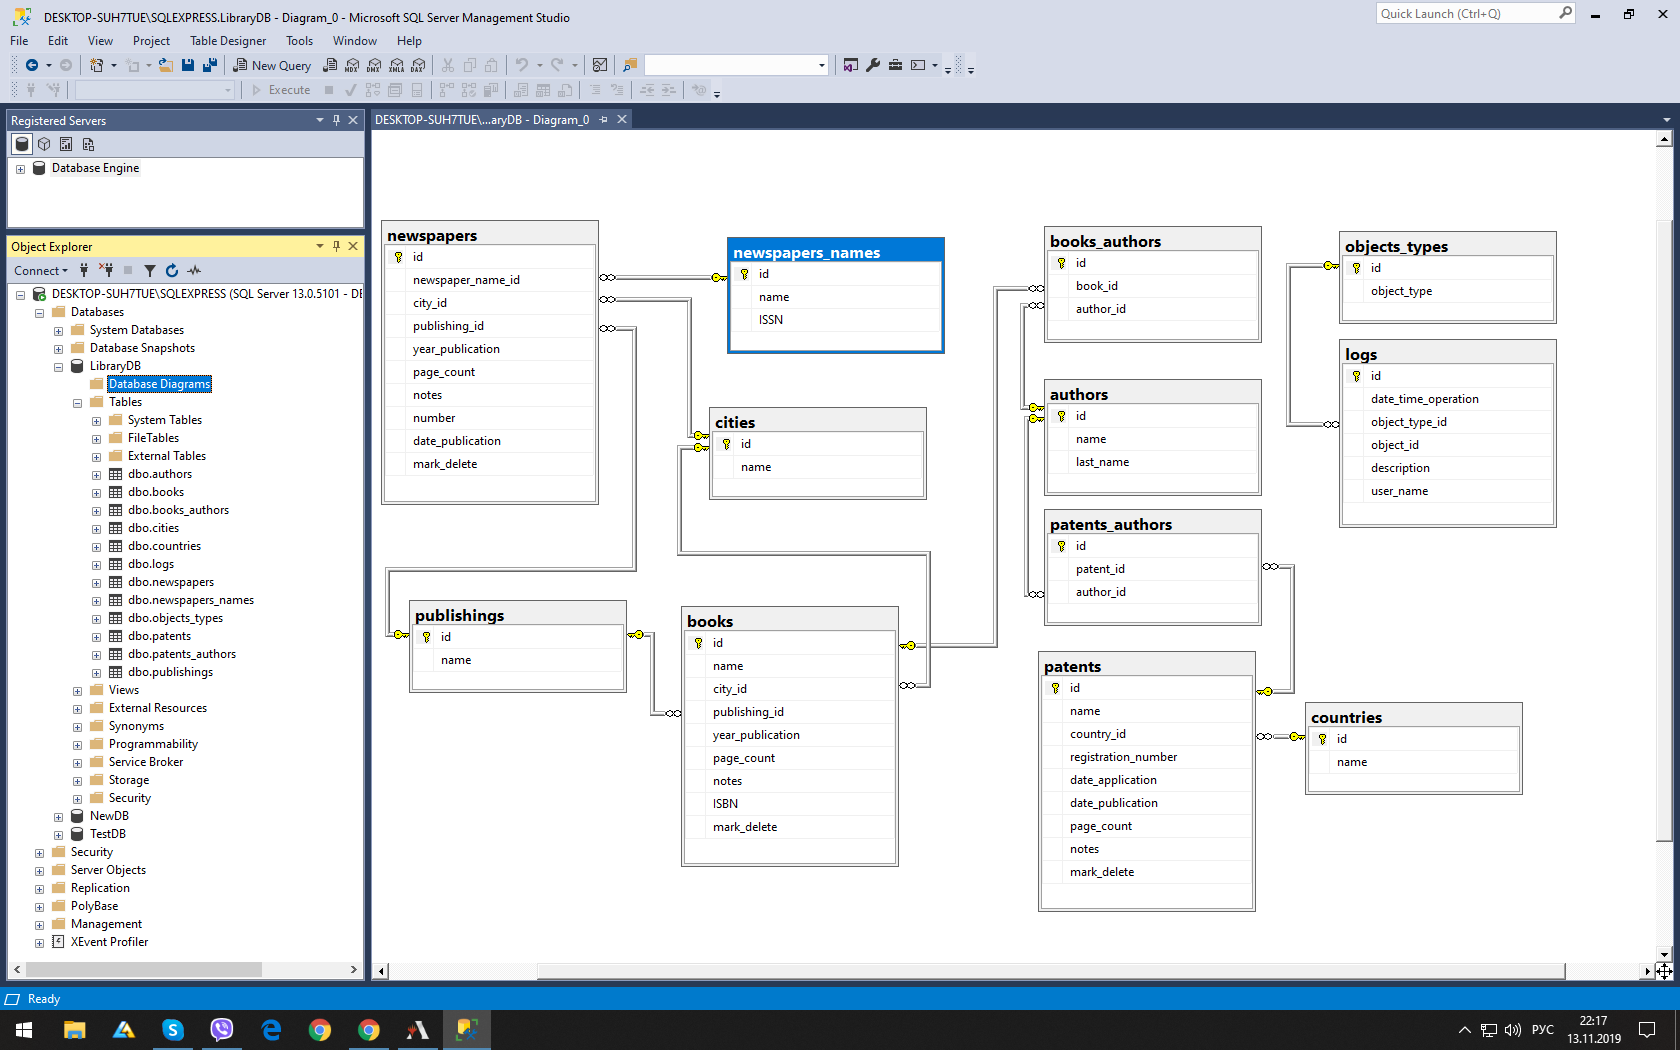 DESKTOP-SUH7TUE\SQLEXPRESS.LibraryDB - Diagram_0 - Microsoft SQL Server Management Studio
Quick Launch (Ctrl+Q)
File Edit View Project Table Designer Tools Window Help
New Query
MDX DMX XMLA DAX
Execute
Registered Servers
Database Engine
Object Explorer
Connect
DESKTOP-SUH7TUE\SQLEXPRESS (SQL Server 13.0.5101 - DE
Databases
System Databases
Database Snapshots
LibraryDB
Database Diagrams
Tables
System Tables
FileTables
External Tables
dbo.authors
dbo.books
dbo.books_authors
dbo.cities
dbo.countries
dbo.logs
dbo.newspapers
dbo.newspapers_names
dbo.objects_types
dbo.patents
dbo.patents_authors
dbo.publishings
Views
External Resources
Synonyms
Programmability
Service Broker
Storage
Security
NewDB
TestDB
Security
Server Objects
Replication
PolyBase
Management
XEvent Profiler
DESKTOP-SUH7TUE\...aryDB - Diagram_0
newspapers
id
newspaper_name_id
city_id
publishing_id
year_publication
page_count
notes
number
date_publication
mark_delete
newspapers_names
id
name
ISSN
cities
id
name
publishings
id
name
books
id
name
city_id
publishing_id
year_publication
page_count
notes
ISBN
mark_delete
books_authors
id
book_id
author_id
authors
id
name
last_name
patents_authors
id
patent_id
author_id
patents
id
name
country_id
registration_number
date_application
date_publication
page_count
notes
mark_delete
objects_types
id
object_type
logs
id
date_time_operation
object_type_id
object_id
description
user_name
countries
id
name
Ready
РУС
22:17
13.11.2019